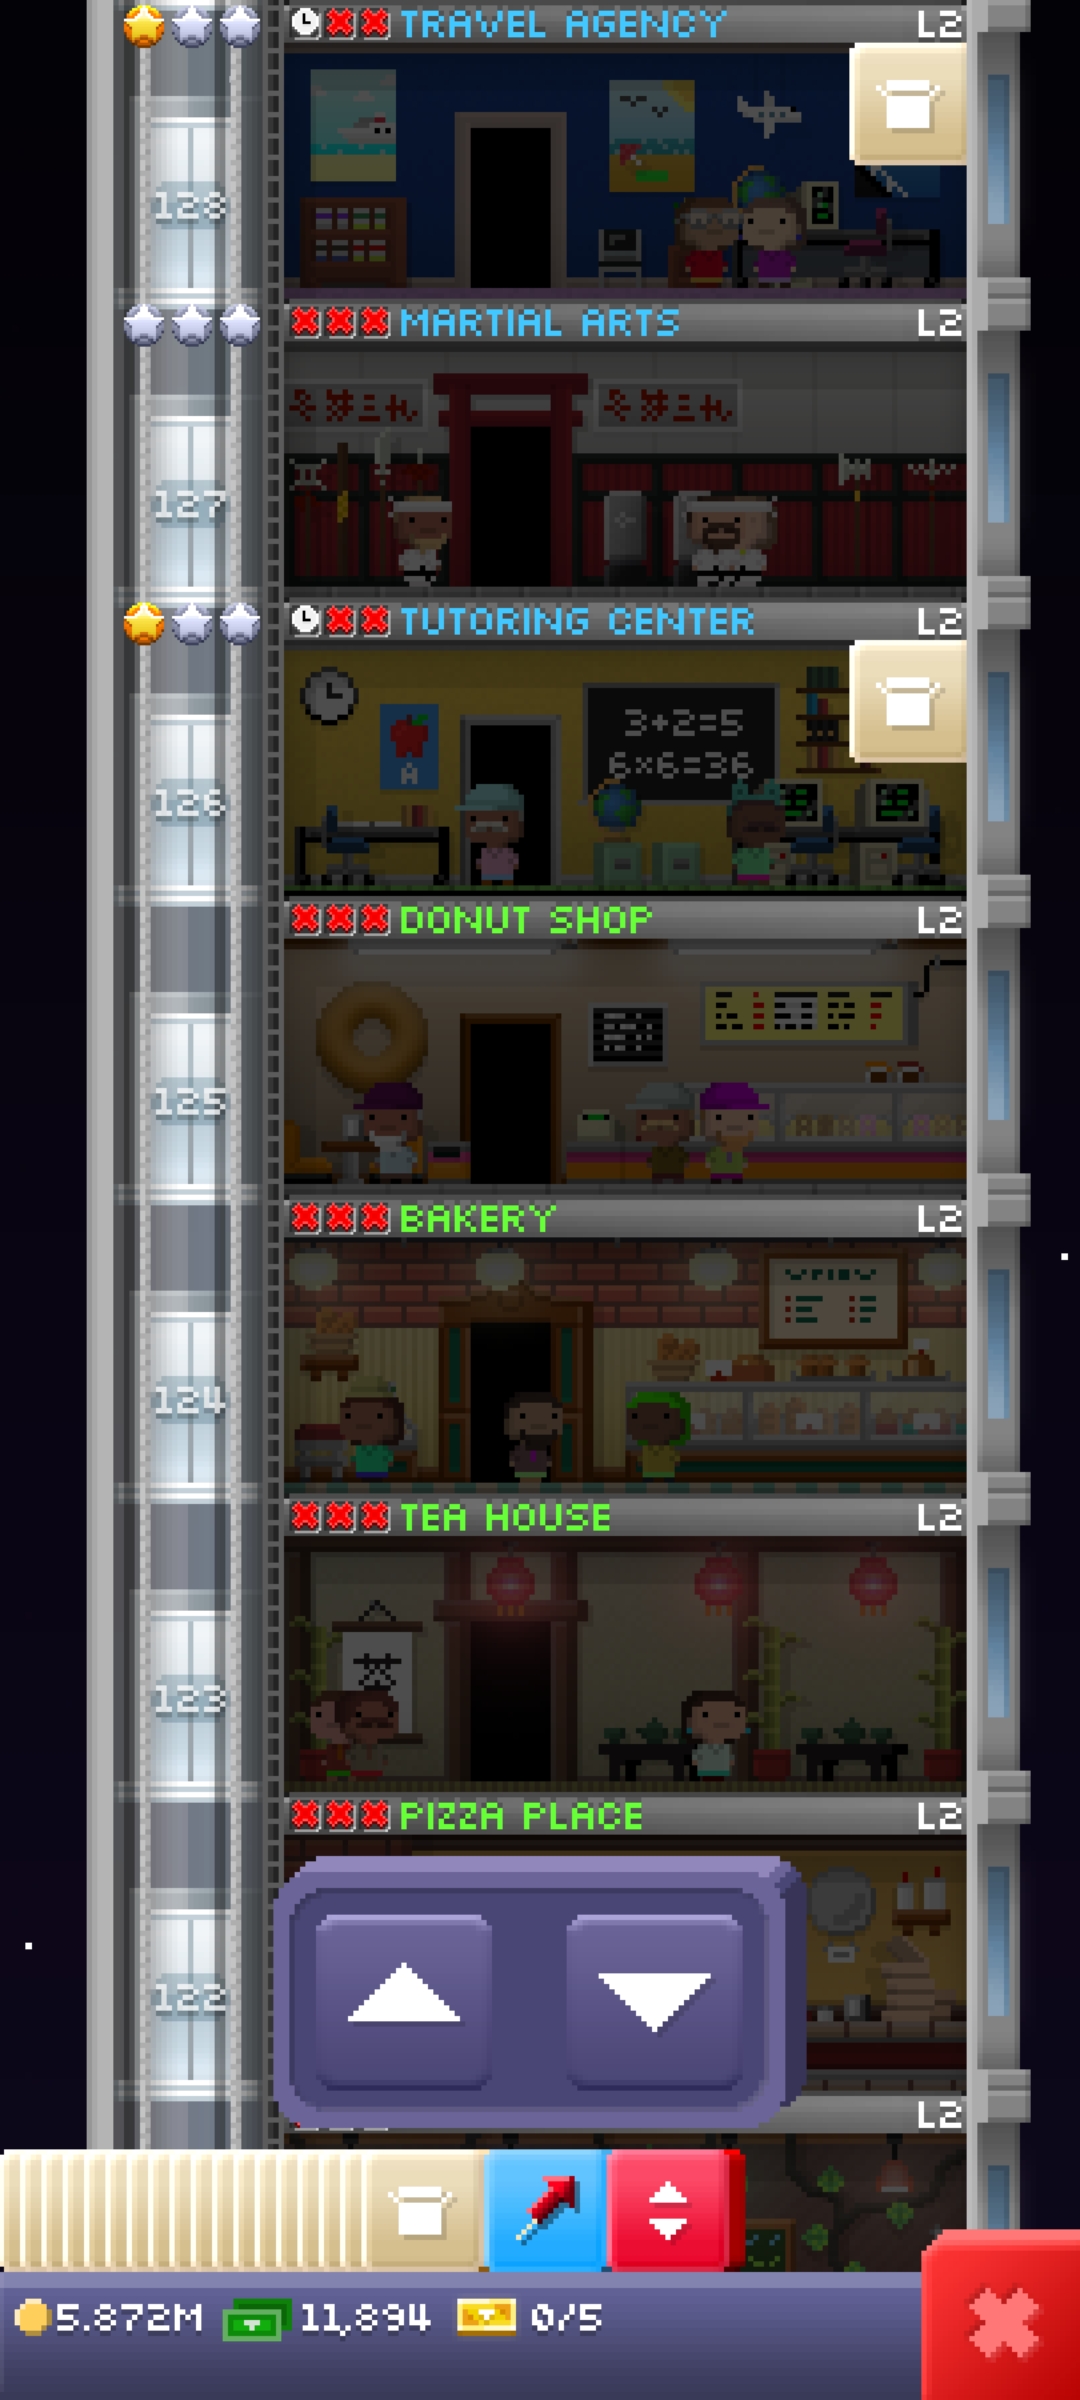 TRAVEL AGENCY L2
128
MARTIAL ARTS L2
127
TUTORING CENTER L2
A
3+2=5
6×6=36
126
DONUT SHOP L2
125
BAKERY L2
124
TEA HOUSE L2
123
PIZZA PLACE L2
122
L2
5.872M 11,894 0/5